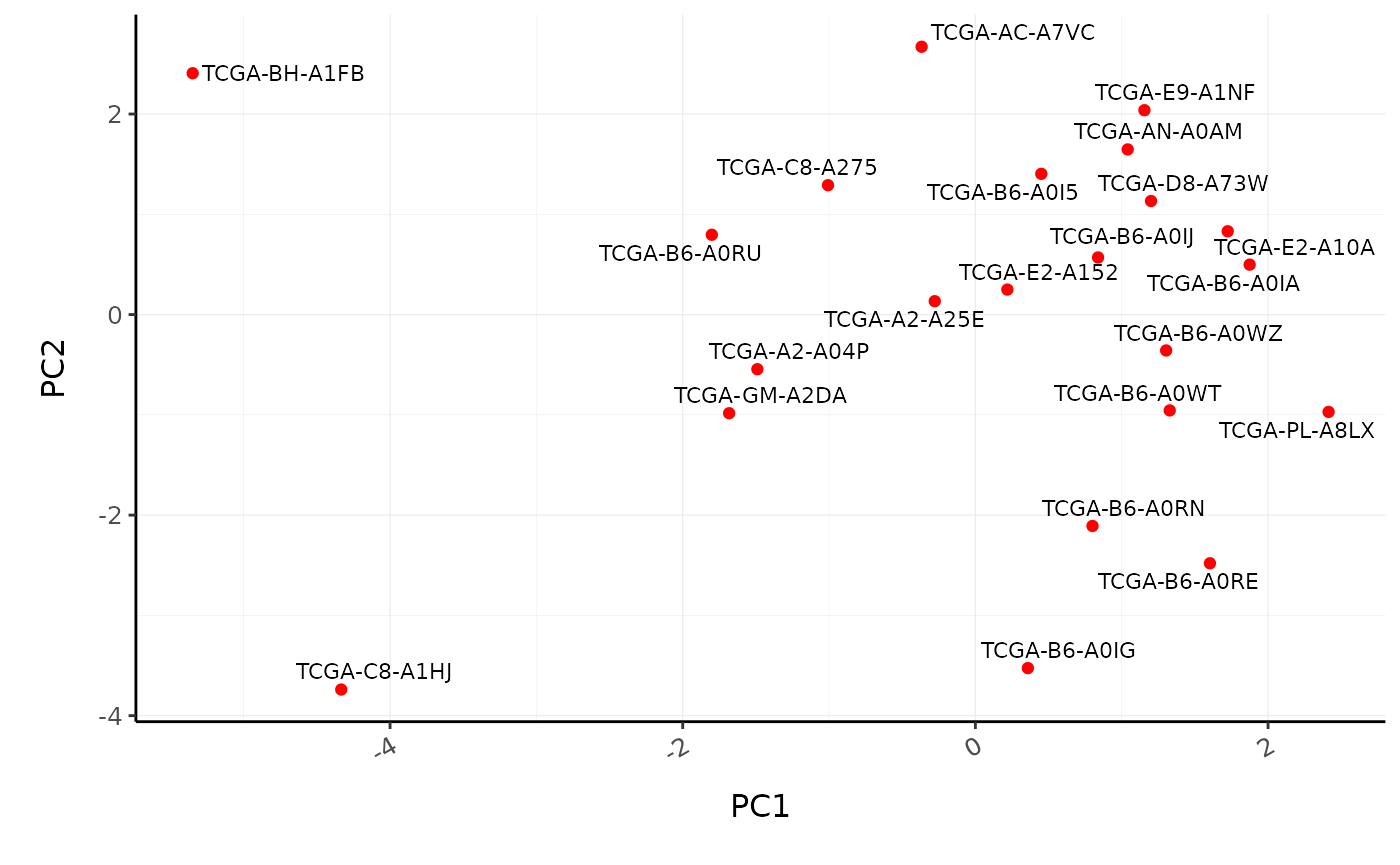 TCGA-AC-A7VC
TCGA-BH-A1FB
TCGA-E9-A1NF
2
TCGA-AN-A0AM
TCGA-C8-A275
TCGA-D8-A73W
TCGA-B6-A0I5
TCGA-B6-A0IJ
TCGA-E2-A10A
TCGA-B6-A0RU
TCGA-E2-A152
TCGA-B6-A0IA
0
TCGA-A2-A25E
TCGA-B6-A0WZ
TCGA-A2-A04P
PC2
TCGA-GM-A2DA
TCGA-B6-A0WT
TCGA-PL-A8LX
TCGA-B6-A0RN
-2
TCGA-B6-A0RE
TCGA-B6-A0IG
TCGA-C8-A1HJ
-4
-4
-2
0
2
PC1